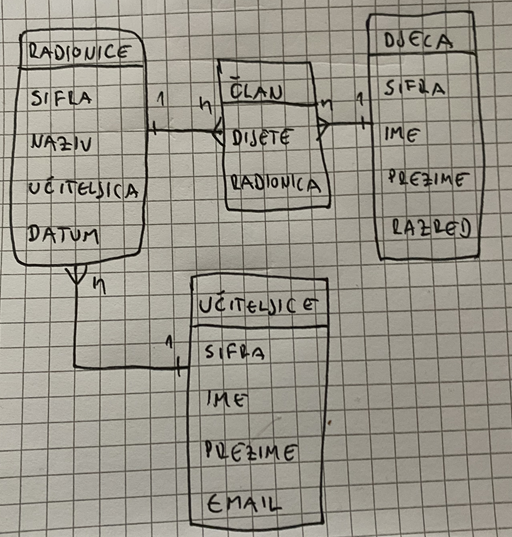 RADIONICE
SIFRA
NAZIV
UČITELJICA
DATUM
1
n
ČLAN
DIJETE
RADIONICA
n
1
DJECA
SIFRA
IME
PREZIME
RAZRED
n
1
UČITELJICE
SIFRA
IME
PREZIME
EMAIL